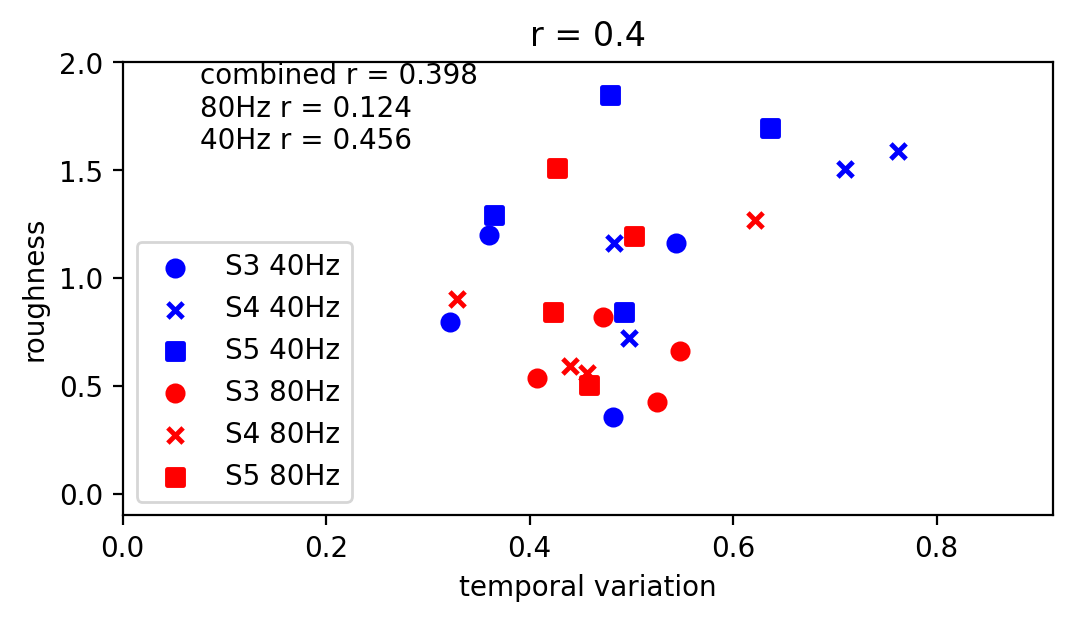 r = 0.4
combined r = 0.398
80Hz r = 0.124
40Hz r = 0.456
2.0
1.5
1.0
0.5
0.0
roughness
S3 40Hz
S4 40Hz
S5 40Hz
S3 80Hz
S4 80Hz
S5 80Hz
0.0 0.2 0.4 0.6 0.8
temporal variation